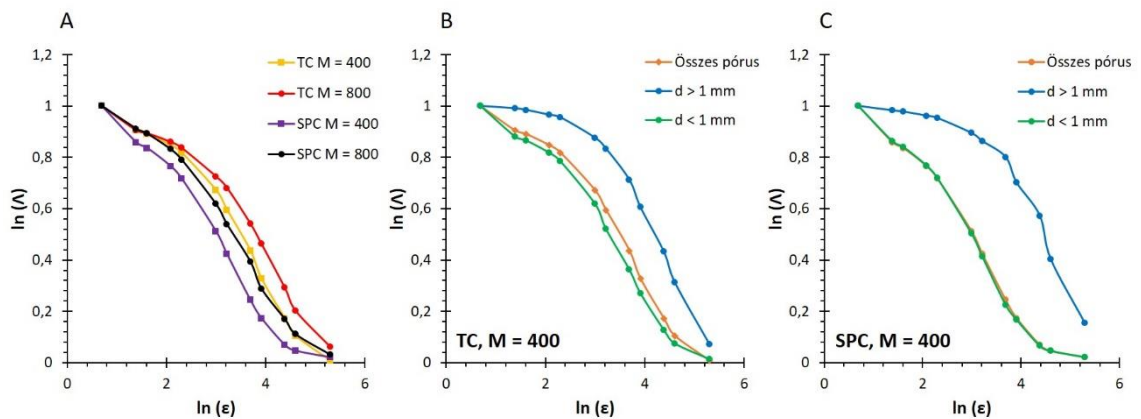 A
TC M = 400
TC M = 800
SPC M = 400
SPC M = 800
1,2
1
0,8
0,6
0,4
0,2
0
ln (Λ)
0 2 4 6
ln (ε)
B
Összes pórus
d > 1 mm
d < 1 mm
1,2
1
0,8
0,6
0,4
0,2
0
ln (Λ)
TC, M = 400
0 2 4 6
ln (ε)
C
Összes pórus
d > 1 mm
d < 1 mm
1,2
1
0,8
0,6
0,4
0,2
0
ln (Λ)
SPC, M = 400
0 2 4 6
ln (ε)